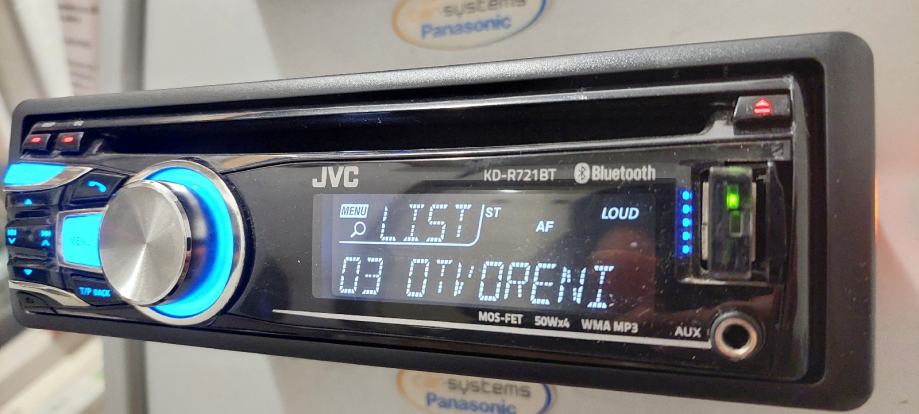 systems
Panasonic
JVC
KD-R721BT Bluetooth
MENU LIST ST AF LOUD
03 OTVORENI
MENU
T/P BACK
MOS-FET 50Wx4 WMA MP3
AUX
systems
Panasonic